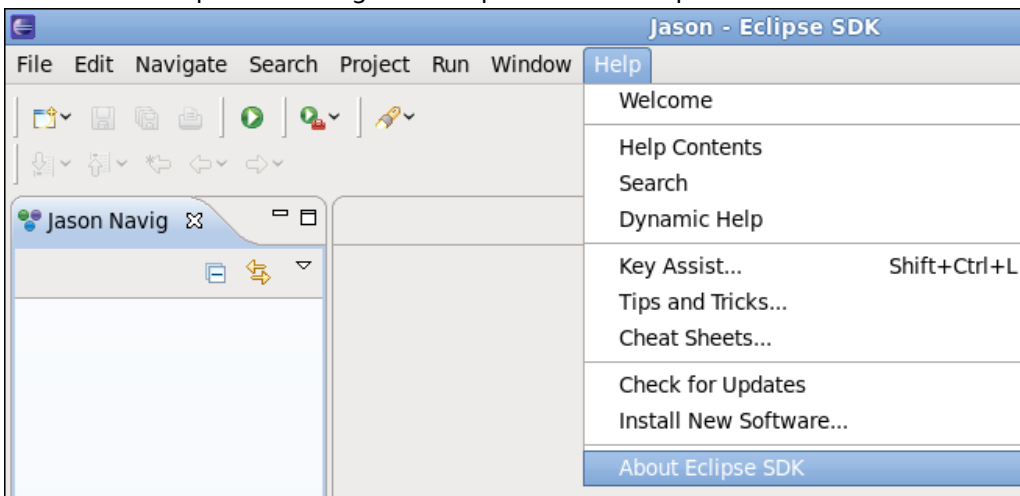 Jason - Eclipse SDK
File Edit Navigate Search Project Run Window Help
Welcome
Help Contents
Search
Dynamic Help
Jason Navig
Key Assist... Shift+Ctrl+L
Tips and Tricks...
Cheat Sheets...
Check for Updates
Install New Software...
About Eclipse SDK